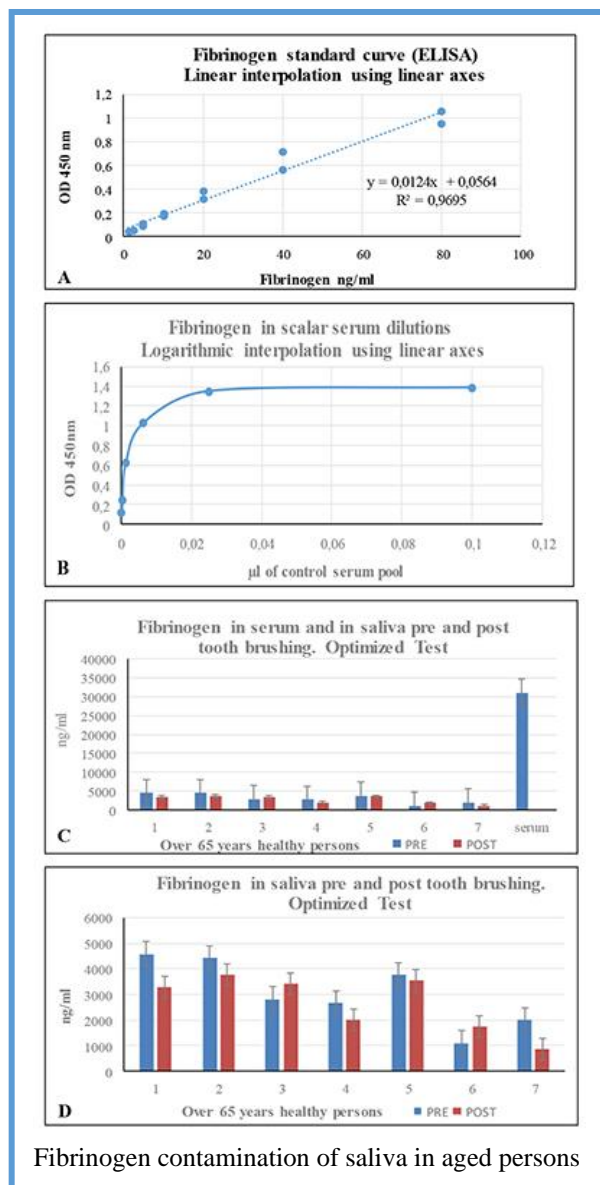 Fibrinogen standard curve (ELISA)
Linear interpolation using linear axes
1,2
1
0,8
0,6
0,4
0,2
0
OD 450 nm
y = 0,0124x + 0,0564
R² = 0,9695
0 20 40 60 80 100
Fibrinogen ng/ml
A
Fibrinogen in scalar serum dilutions
Logarithmic interpolation using linear axes
1,6
1,4
1,2
1
0,8
0,6
0,4
0,2
0
OD 450nm
0 0,02 0,04 0,06 0,08 0,1 0,12
µl of control serum pool
B
Fibrinogen in serum and in saliva pre and post
tooth brushing. Optimized Test
40000
35000
30000
25000
20000
15000
10000
5000
0
ng/ml
1 2 3 4 5 6 7 serum
Over 65 years healthy persons PRE POST
C
Fibrinogen in saliva pre and post tooth brushing.
Optimized Test
6000
5000
4000
3000
2000
1000
0
ng/ml
1 2 3 4 5 6 7
Over 65 years healthy persons PRE POST
D
Fibrinogen contamination of saliva in aged persons